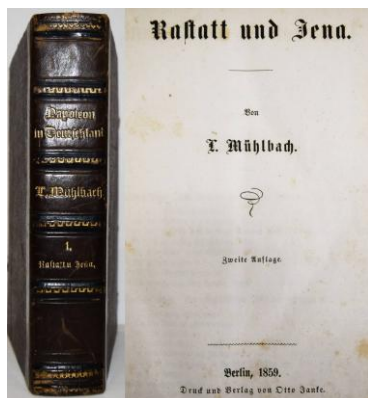 Napoleon
in Deutschland
L. Mühlbach
1.
Rastatt u. Jena.
Rastatt und Jena.
Von
L. Mühlbach.
Zweite Auflage.
Berlin, 1859.
Druck und Verlag von Otto Janke.